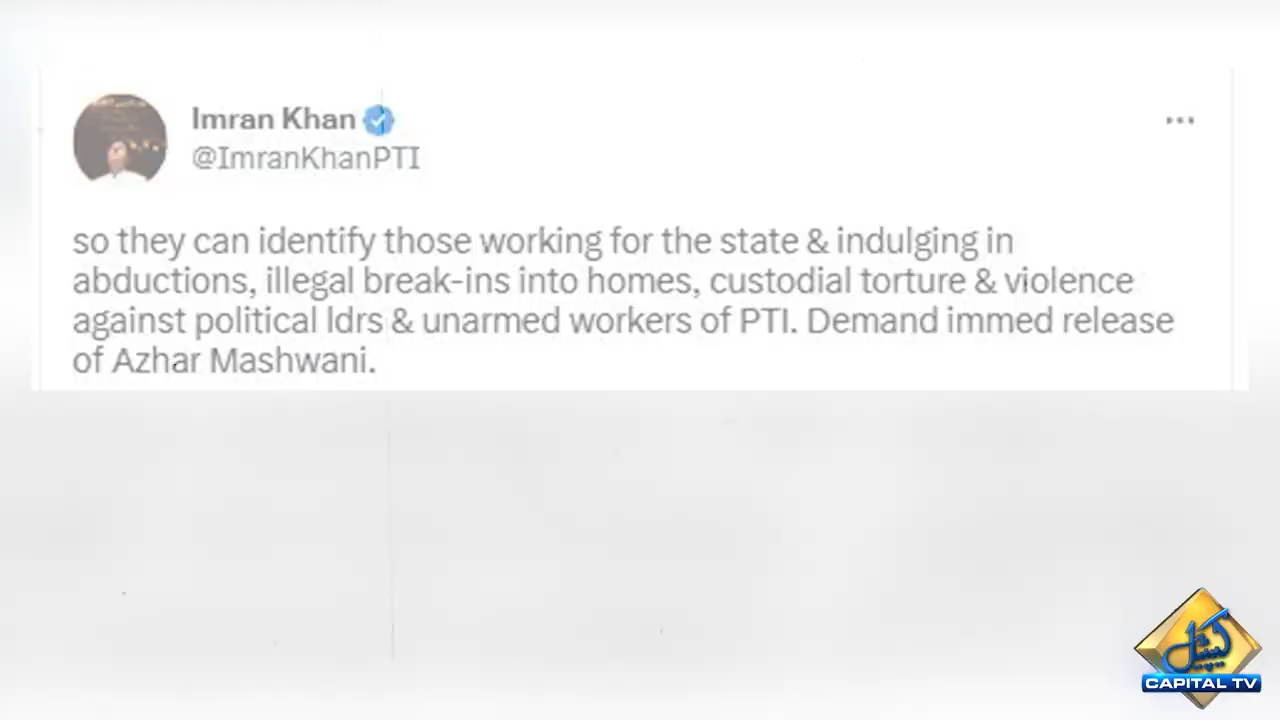 Imran Khan
@ImranKhanPTI
so they can identify those working for the state & indulging in
abductions, illegal break-ins into homes, custodial torture & violence
against political ldrs & unarmed workers of PTI. Demand immed release
of Azhar Mashwani.
کیپیٹل
CAPITAL TV